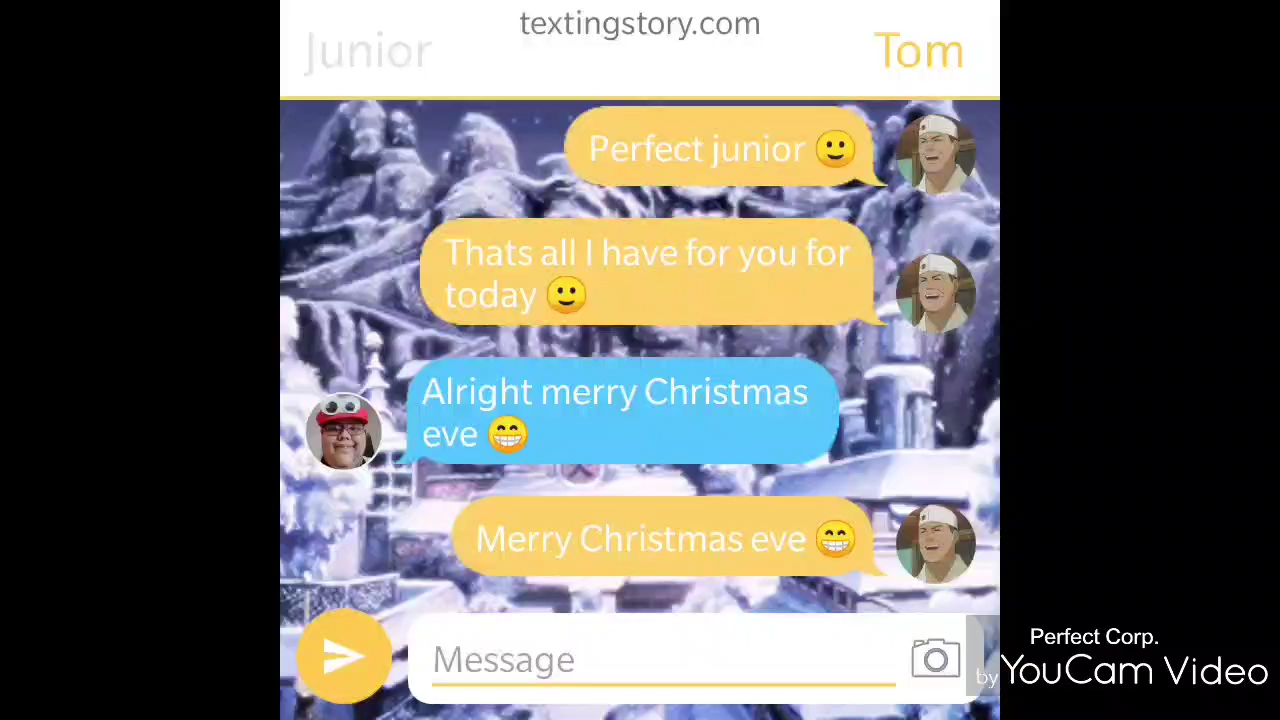 textingstory.com
Junior
Tom
Perfect junior 🙂
Thats all I have for you for
today 🙂
Alright merry Christmas
eve 😁
Merry Christmas eve 😁
Message
Perfect Corp.
by YouCam Video